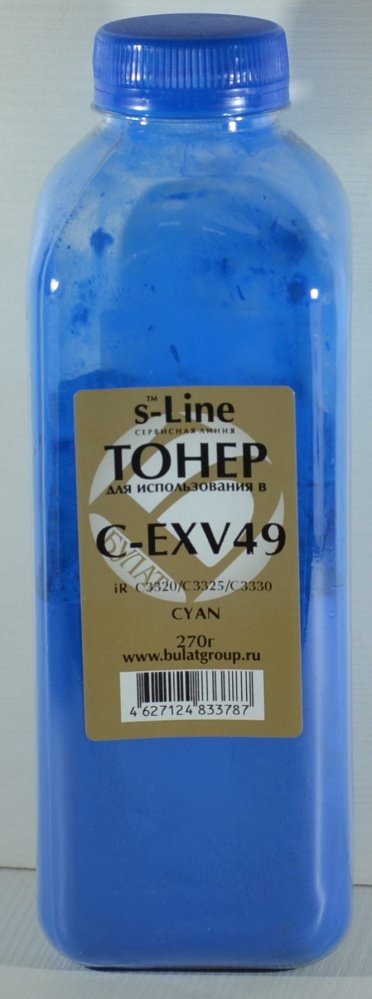 s-Line™
СЕРВИСНАЯ ЛИНИЯ
ТОНЕР
для использования в
C-EXV49
БУЛАТ
iR C3320/C3325/C3330
CYAN
270г
www.bulatgroup.ru
4 627124 833787